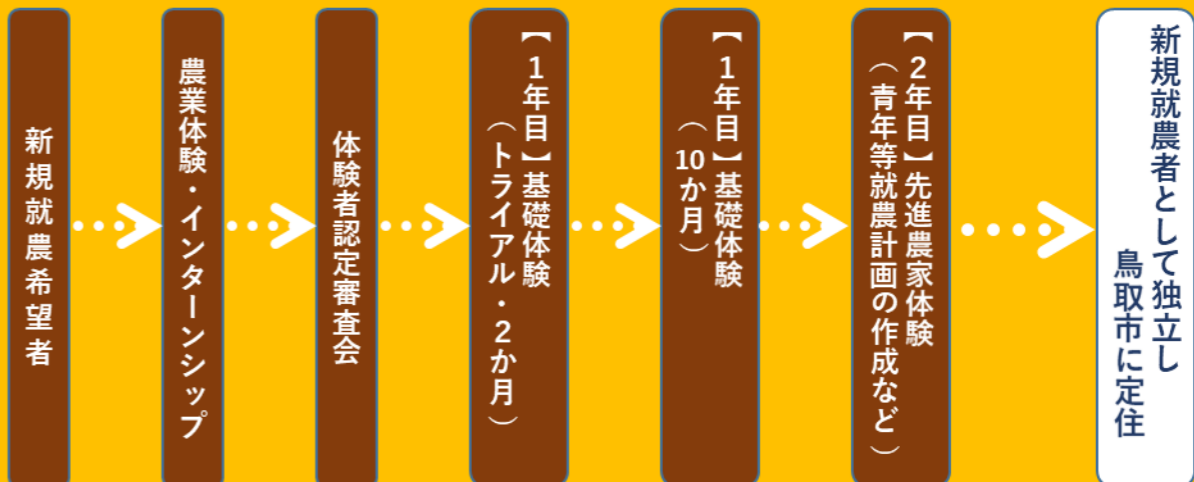 新規就農希望者
農業体験・インターンシップ
体験者認定審査会
【1年目】基礎体験
（トライアル・2か月）
【1年目】基礎体験
（10か月）
【2年目】先進農家体験
（青年等就農計画の作成など）
新規就農者として独立し
鳥取市に定住